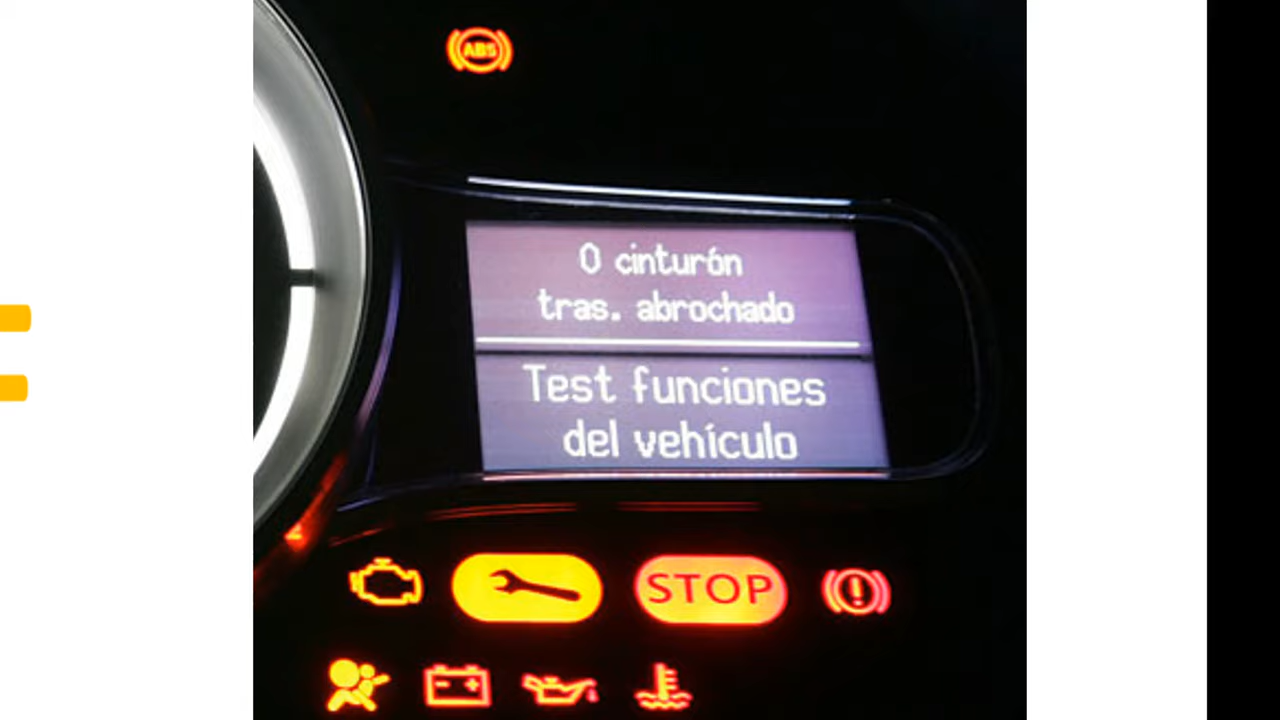 ABS
0 cinturón
tras. abrochado
Test funciones
del vehículo
STOP